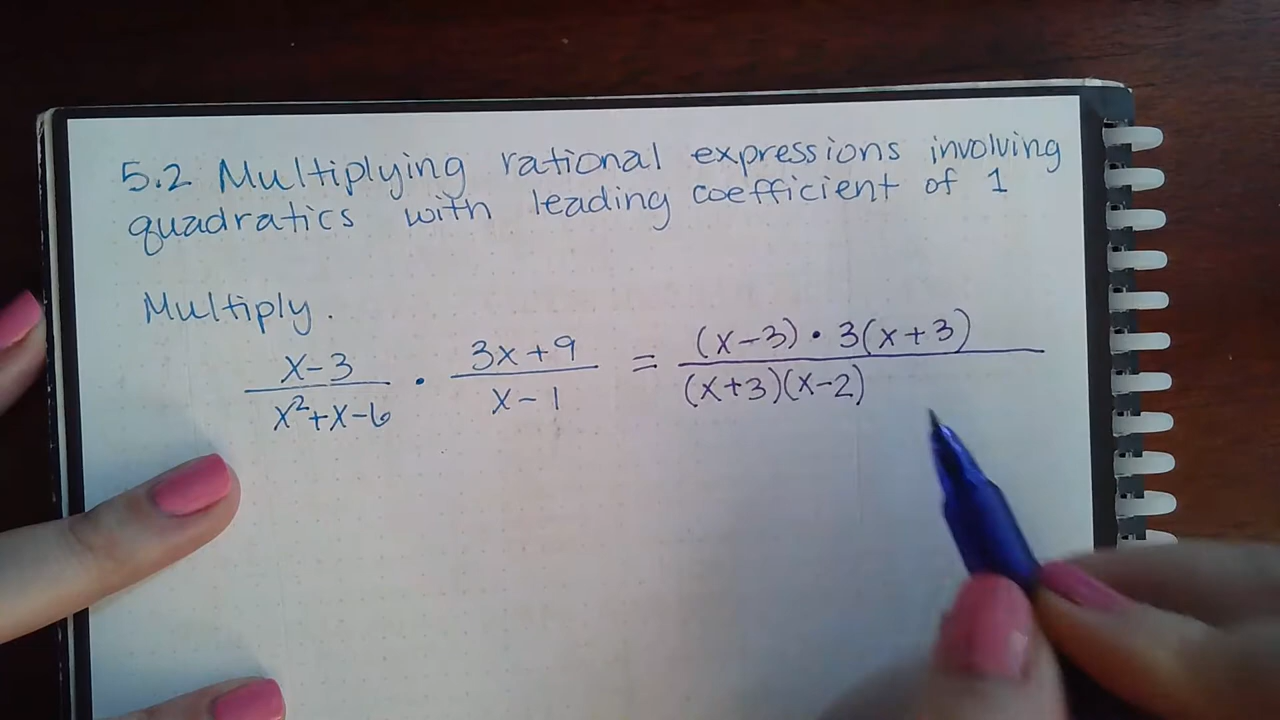 5.2 Multiplying rational expressions involving
quadratics with leading coefficient of 1
Multiply.
(x-3)/(x²+x-6) · (3x+9)/(x-1) = ((x-3) · 3(x+3))/((x+3)(x-2))